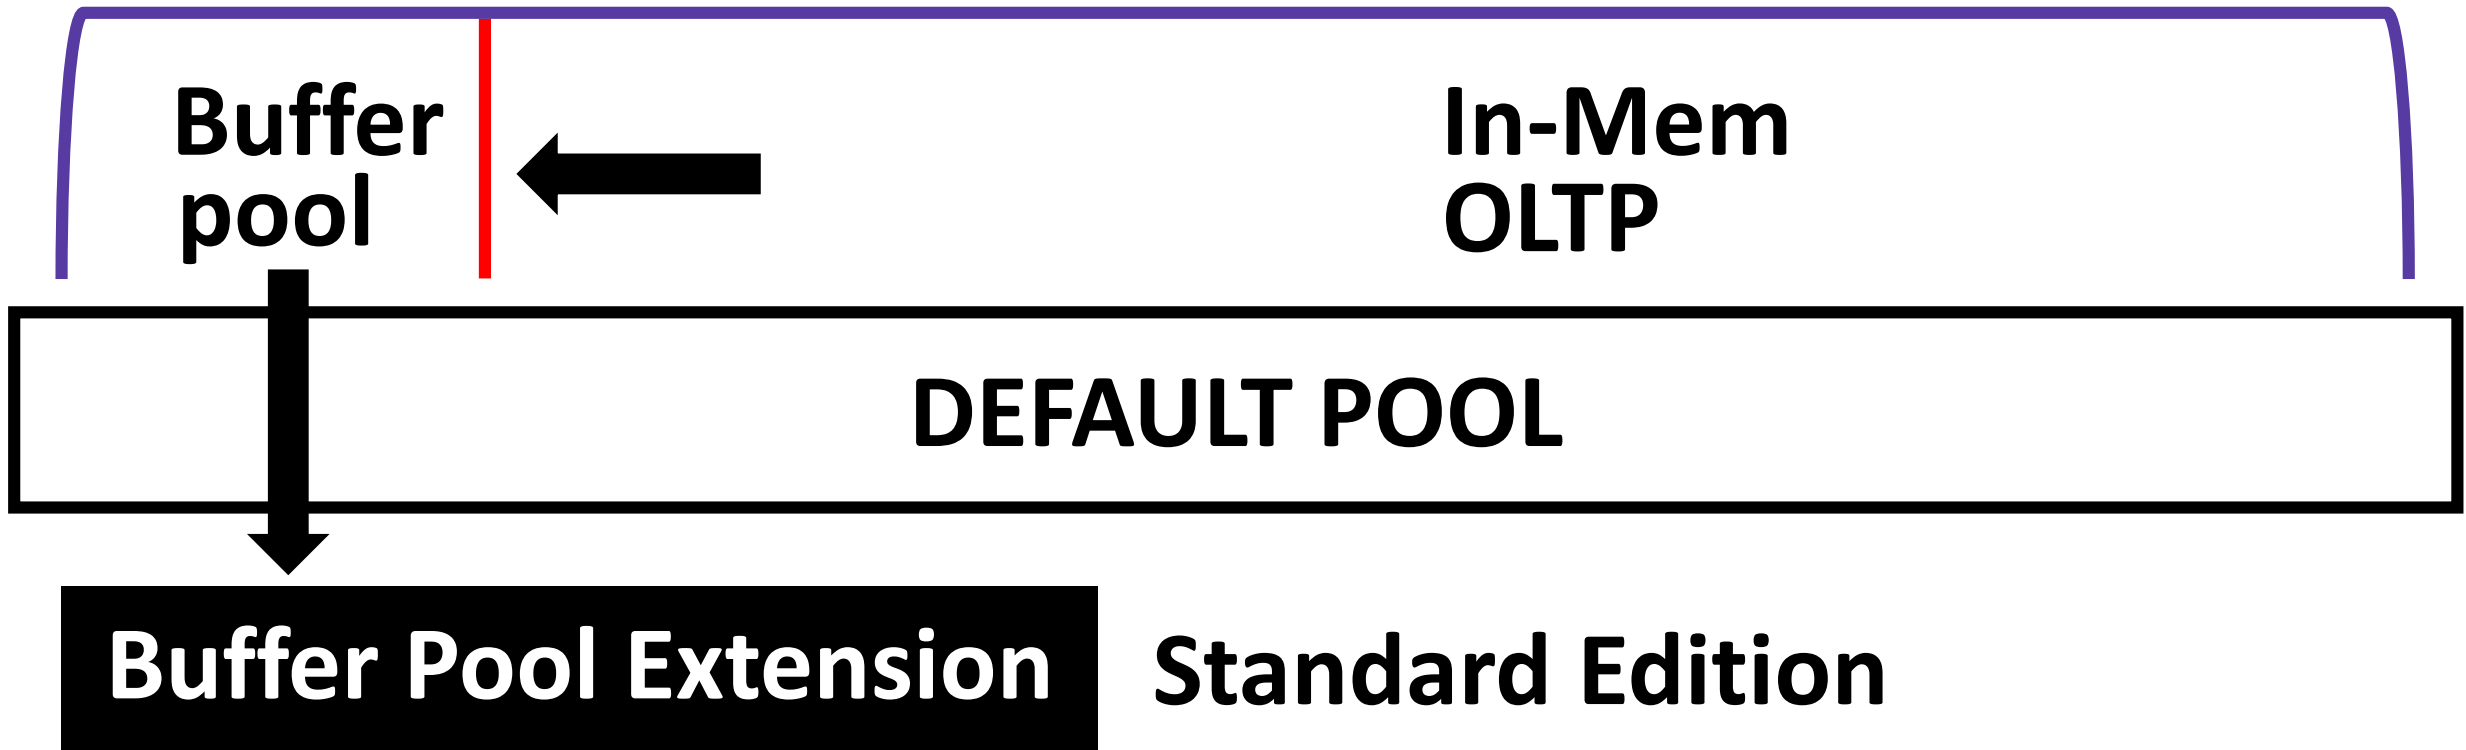 Buffer
pool
In-Mem
OLTP
DEFAULT POOL
Buffer Pool Extension
Standard Edition